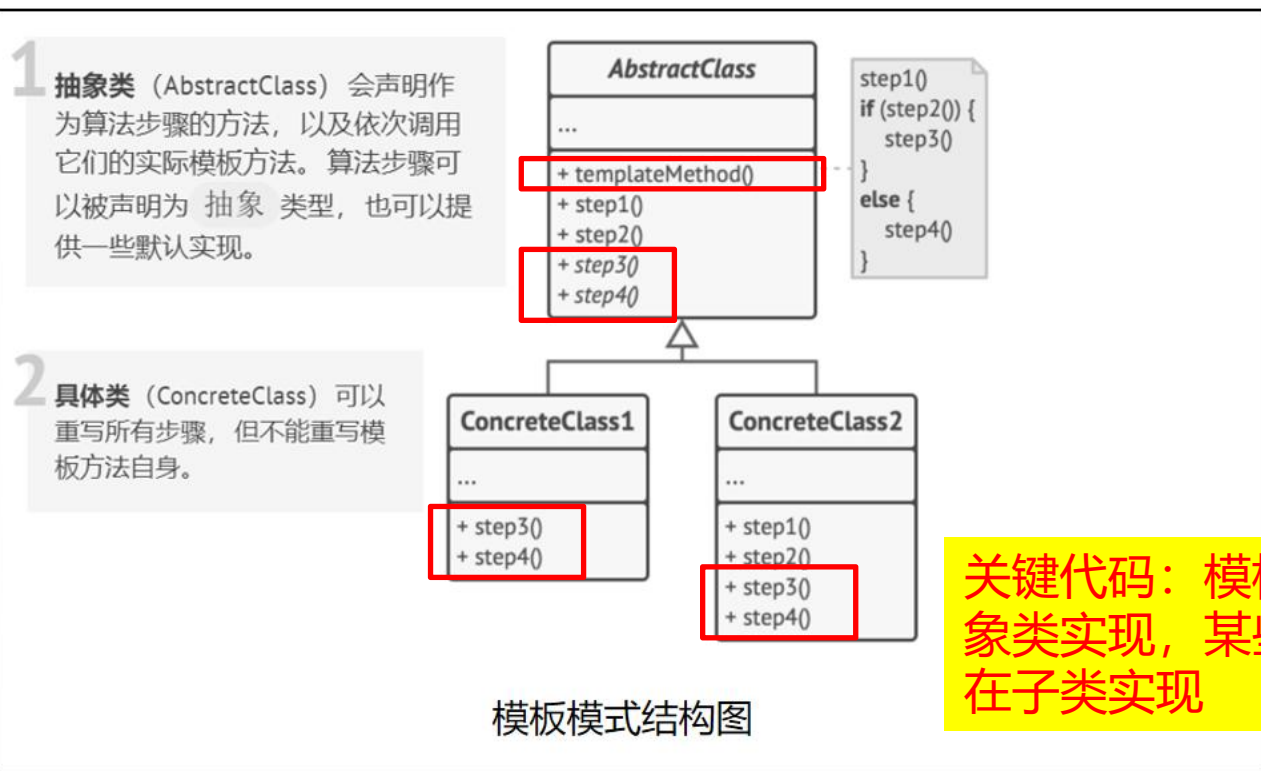 1
抽象类（AbstractClass）会声明作
为算法步骤的方法，以及依次调用
它们的实际模板方法。算法步骤可
以被声明为 抽象 类型，也可以提
供一些默认实现。
AbstractClass
...
+ templateMethod()
+ step1()
+ step2()
+ step3()
+ step4()
step1()
if (step2()) {
step3()
}
else {
step4()
}
2
具体类（ConcreteClass）可以
重写所有步骤，但不能重写模
板方法自身。
ConcreteClass1
...
+ step3()
+ step4()
ConcreteClass2
...
+ step1()
+ step2()
+ step3()
+ step4()
关键代码：模
象类实现，某
在子类实现
模板模式结构图